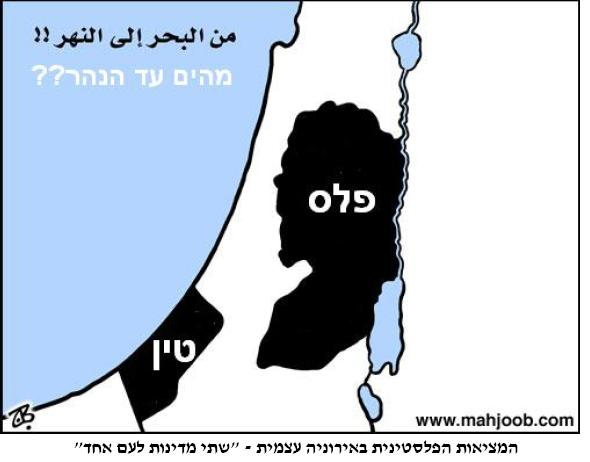 من البحر إلى النهر !!
מהים עד הנהר??
פלס
טין
www.mahjoob.com
המציאות הפלסטינית באירוניה עצמית - "שתי מדינות לעם אחד"